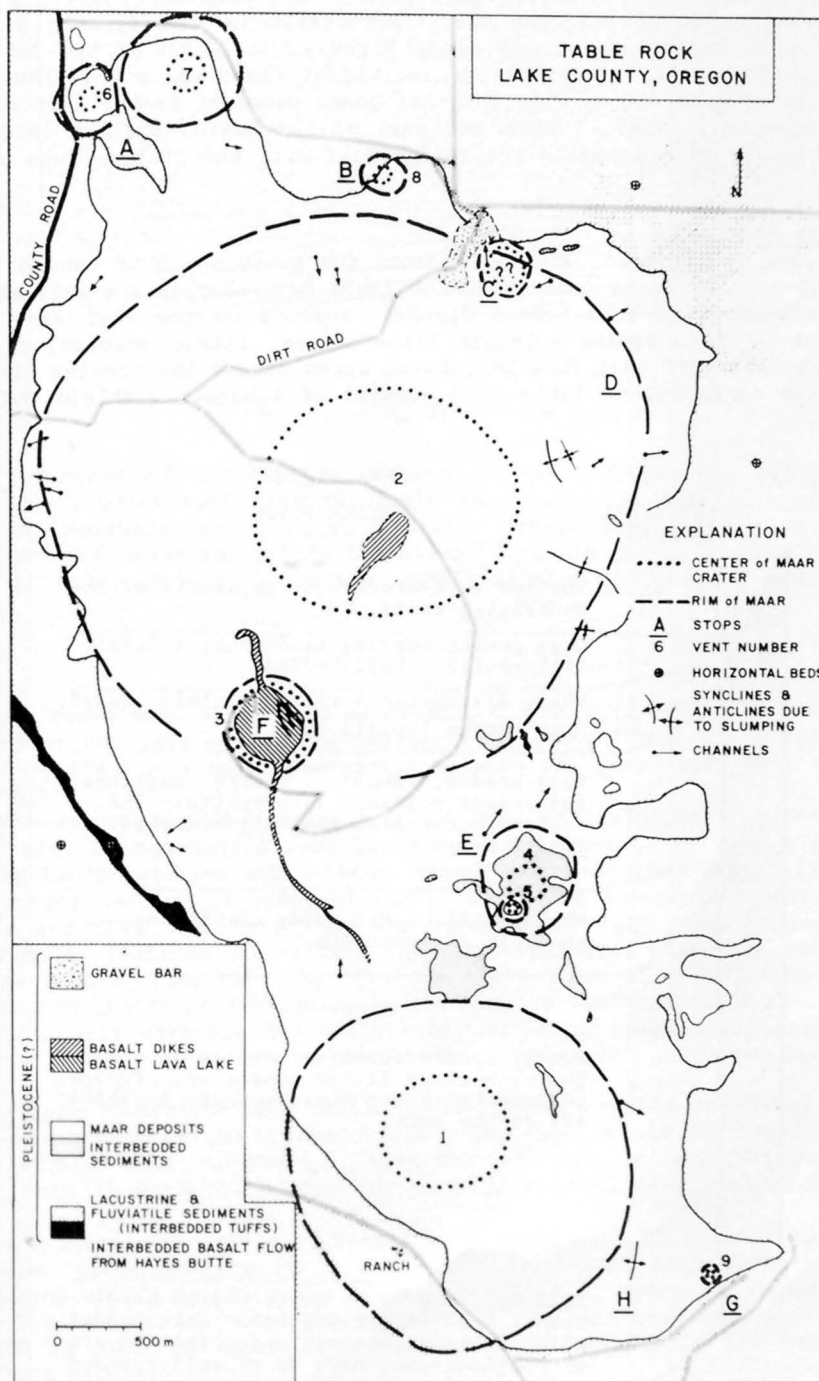 TABLE ROCK
LAKE COUNTY, OREGON
7
6
A
B
8
N
COUNTY ROAD
C
? ?
DIRT ROAD
D
2
EXPLANATION
CENTER of MAAR
CRATER
RIM of MAAR
A STOPS
6 VENT NUMBER
HORIZONTAL BEDS
SYNCLINES &
ANTICLINES DUE
TO SLUMPING
CHANNELS
3
F
E
4
5
PLEISTOCENE (?)
GRAVEL BAR
BASALT DIKES
BASALT LAVA LAKE
MAAR DEPOSITS
INTERBEDDED
SEDIMENTS
LACUSTRINE &
FLUVIATILE SEDIMENTS
(INTERBEDDED TUFFS)
INTERBEDDED BASALT FLOW
FROM HAYES BUTTE
1
RANCH
9
H
G
0 500 m